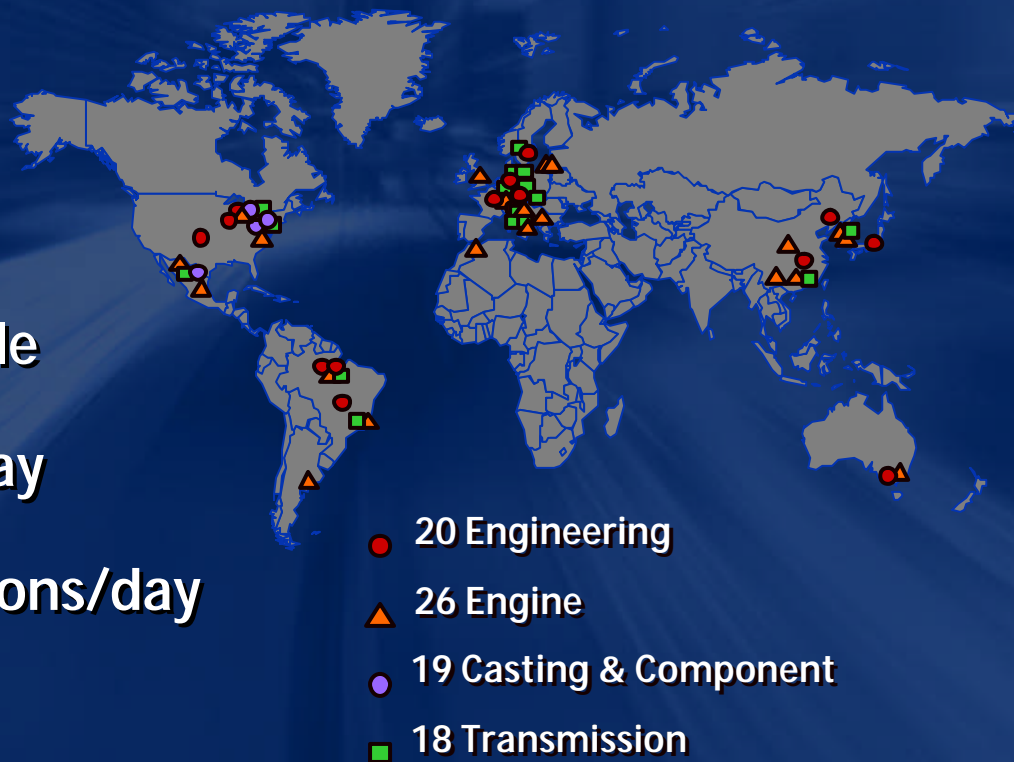 le
ay
ons/day
20 Engineering
26 Engine
19 Casting & Component
18 Transmission